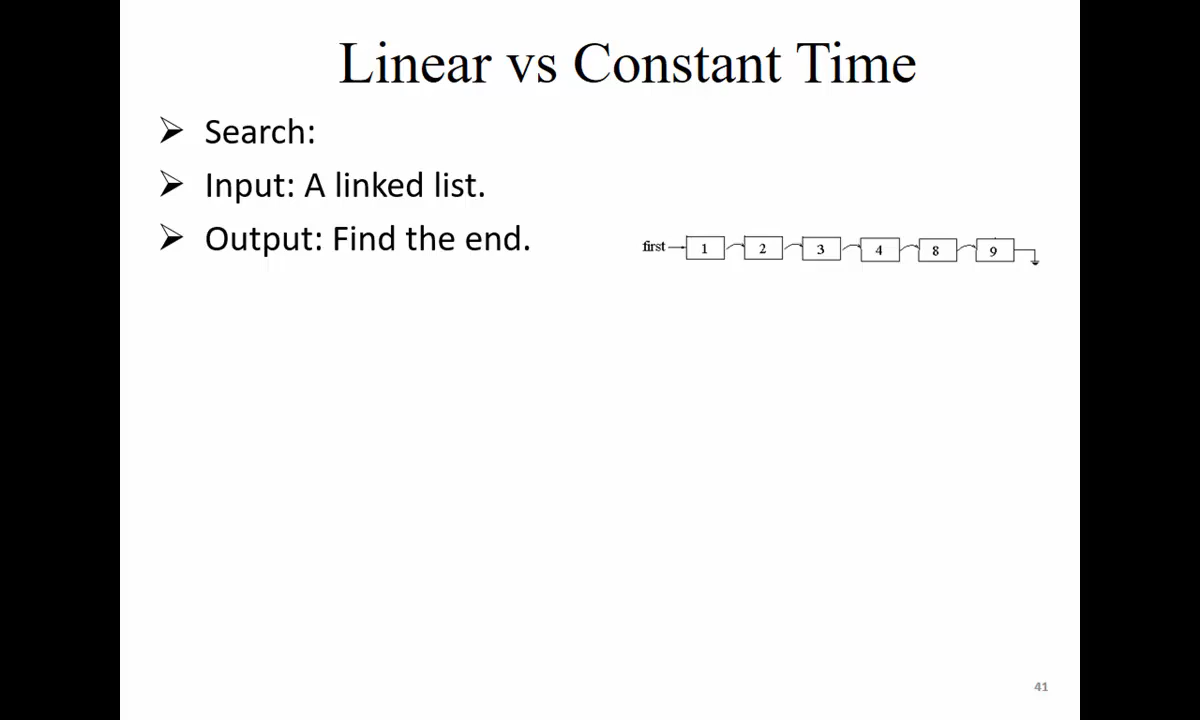 Linear vs Constant Time
Search:
Input: A linked list.
Output: Find the end.
first 1 2 3 4 8 9
41